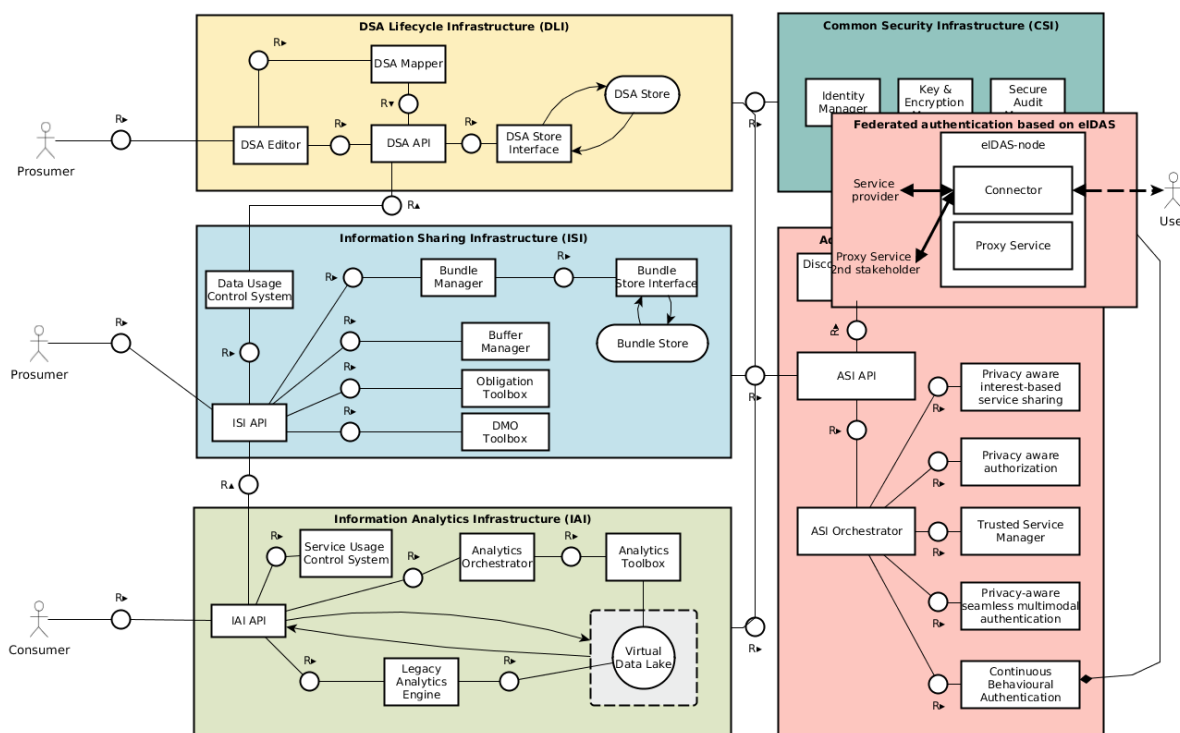 DSA Lifecycle Infrastructure (DLI)
R▸
DSA Mapper
R▾
DSA Store
R▸
Prosumer
DSA Editor
R▸
DSA API
R▸
DSA Store
Interface
R▴
Common Security Infrastructure (CSI)
Identity
Manager
Key &
Encryption
Secure
Audit
R▸
Federated authentication based on eIDAS
eIDAS-node
Service
provider
Connector
Proxy Service
Proxy Service
2nd stakeholder
Use
Information Sharing Infrastructure (ISI)
Data Usage
Control System
R▸
Bundle
Manager
R▸
Bundle
Store Interface
Bundle Store
R▸
R▸
Buffer
Manager
R▸
Obligation
Toolbox
R▸
DMO
Toolbox
R▸
Prosumer
ISI API
R▴
R▸
Ad
Disco
R▸
ASI API
R▸
ASI Orchestrator
Privacy aware
interest-based
service sharing
R▸
Privacy aware
authorization
R▸
Trusted Service
Manager
R▸
Privacy-aware
seamless multimodal
authentication
R▸
Continuous
Behavioural
Authentication
R▸
Information Analytics Infrastructure (IAI)
R▸
Service Usage
Control System
R▸
Analytics
Orchestrator
R▸
Analytics
Toolbox
R▸
Consumer
IAI API
R▸
Legacy
Analytics
Engine
R▸
Virtual
Data Lake
R▸